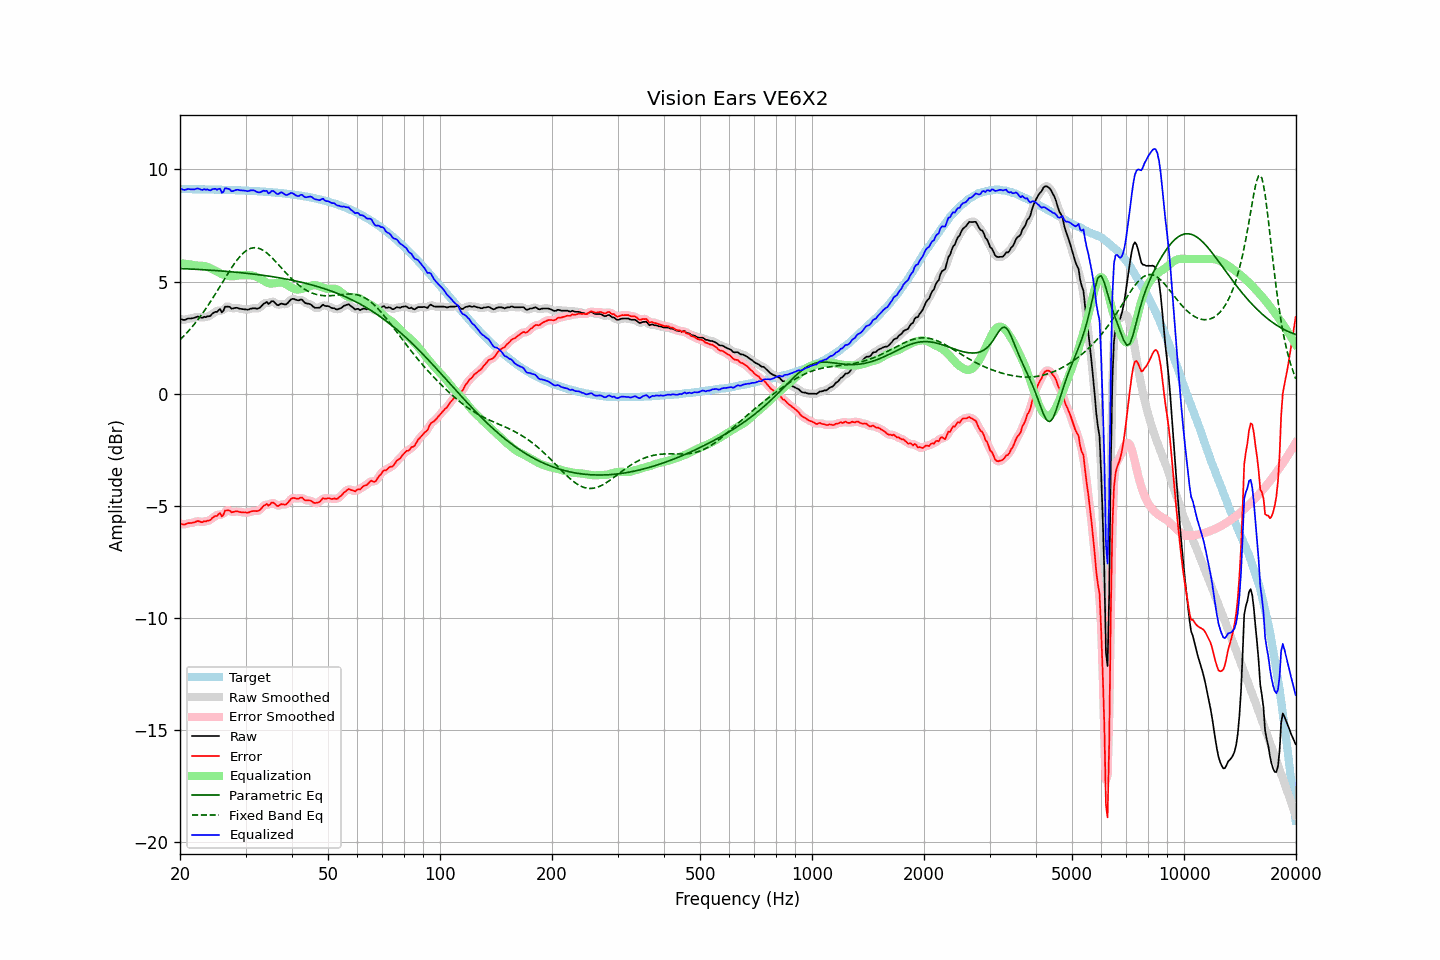 Vision Ears VE6X2
Amplitude (dBr)
10
5
0
−5
−10
−15
−20
Target
Raw Smoothed
Error Smoothed
Raw
Error
Equalization
Parametric Eq
Fixed Band Eq
Equalized
20 50 100 200 500 1000 2000 5000 10000 20000
Frequency (Hz)